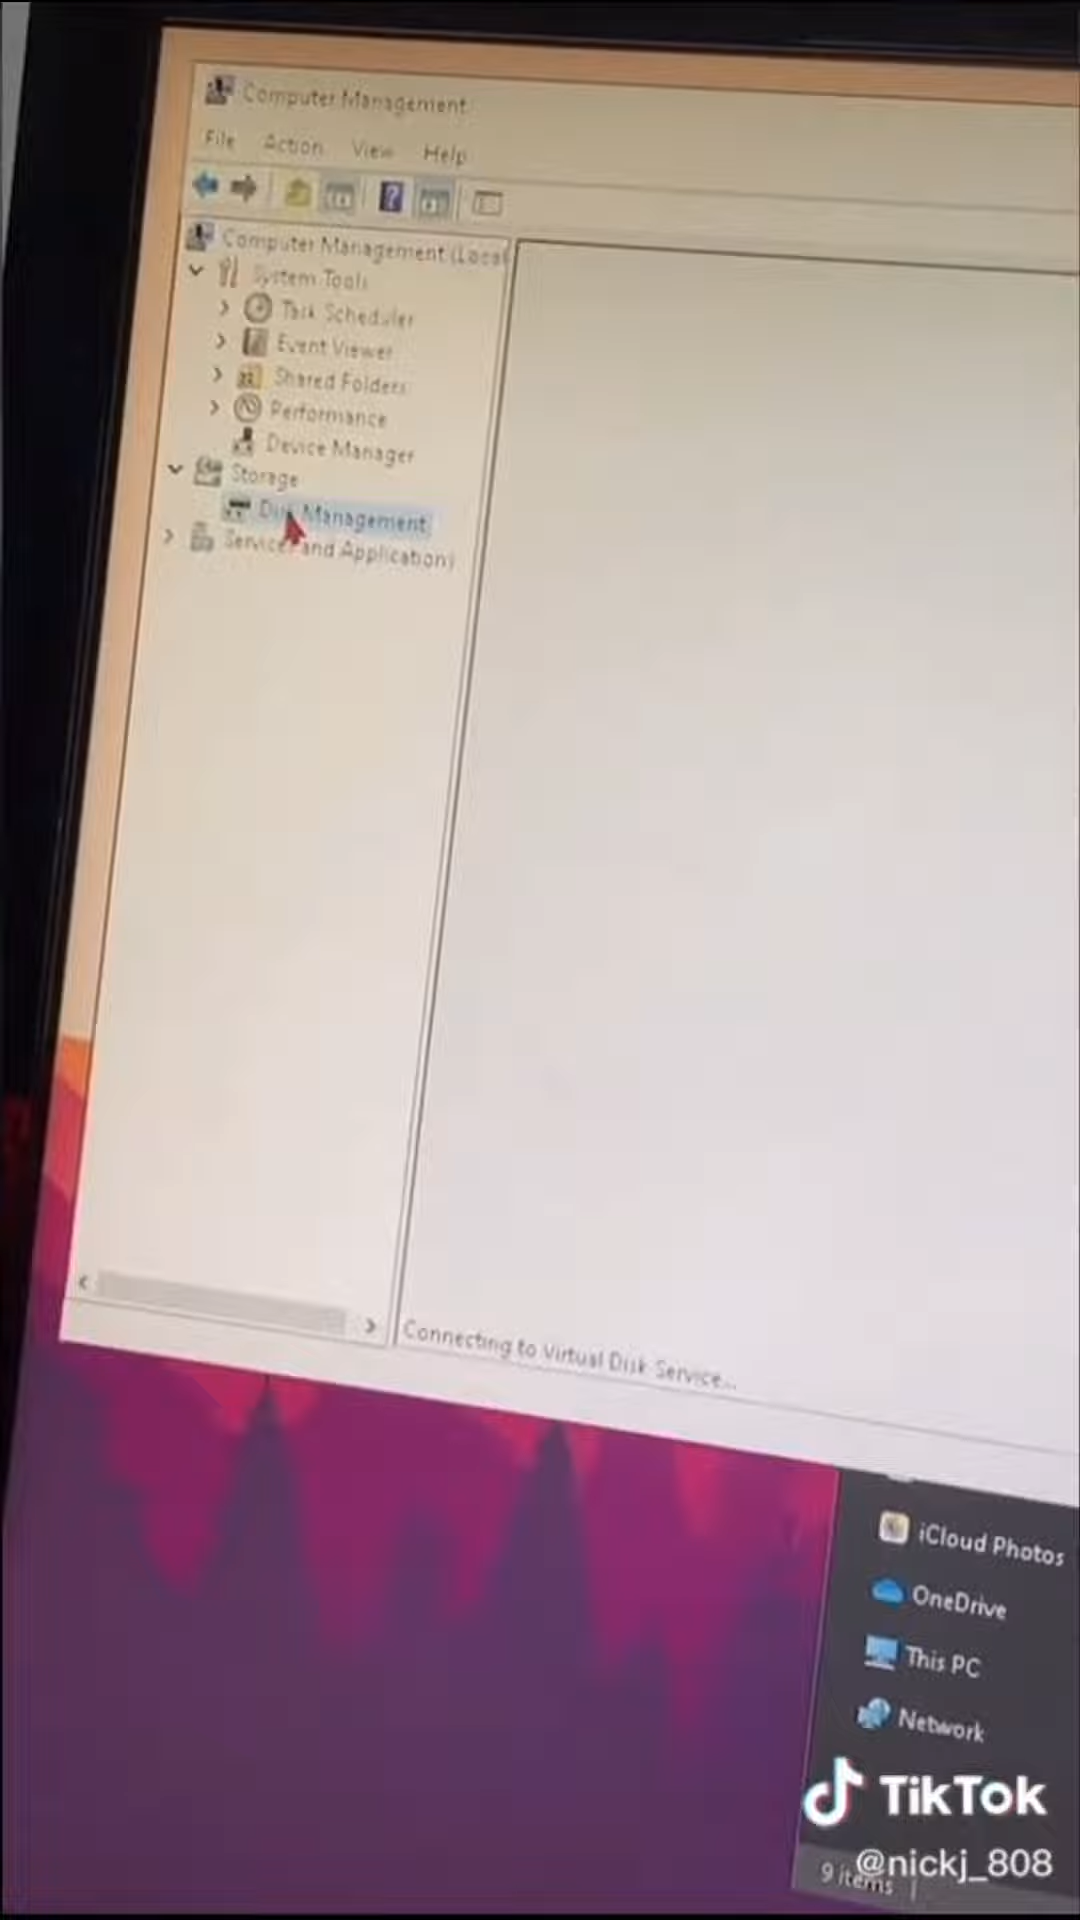 Computer Management
File Action View Help
Computer Management (Local
System Tools
Task Scheduler
Event Viewer
Shared Folders
Performance
Device Manager
Storage
Disk Management
Services and Applications
Connecting to Virtual Disk Service...
iCloud Photos
OneDrive
This PC
Network
TikTok
@nickj_808
9 items